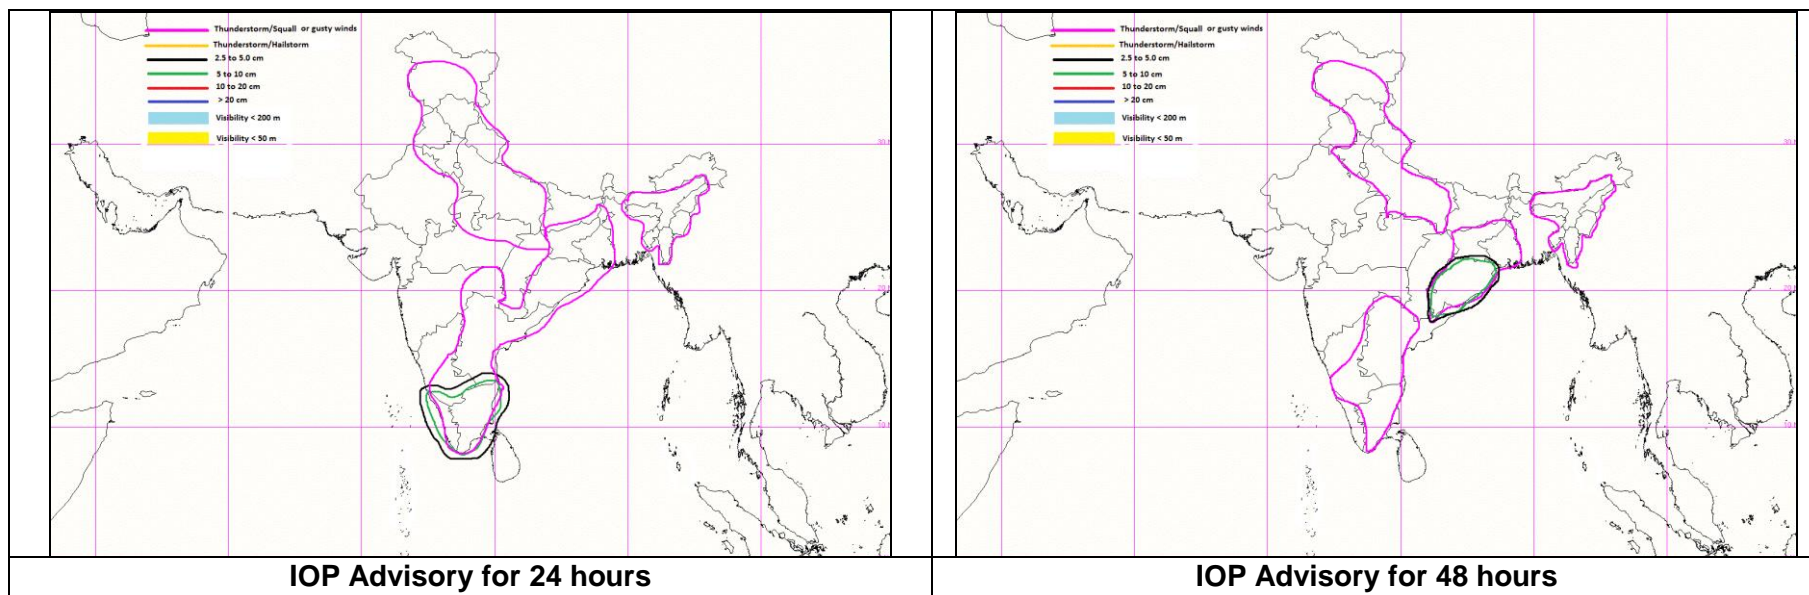 Thunderstorm/Squall or gusty winds
Thunderstorm/Hailstorm
2.5 to 5.0 cm
5 to 10 cm
10 to 20 cm
> 20 cm
Visibility < 200 m
Visibility < 50 m
IOP Advisory for 24 hours
Thunderstorm/Squall or gusty winds
Thunderstorm/Hailstorm
2.5 to 5.0 cm
5 to 10 cm
10 to 20 cm
> 20 cm
Visibility < 200 m
Visibility < 50 m
IOP Advisory for 48 hours